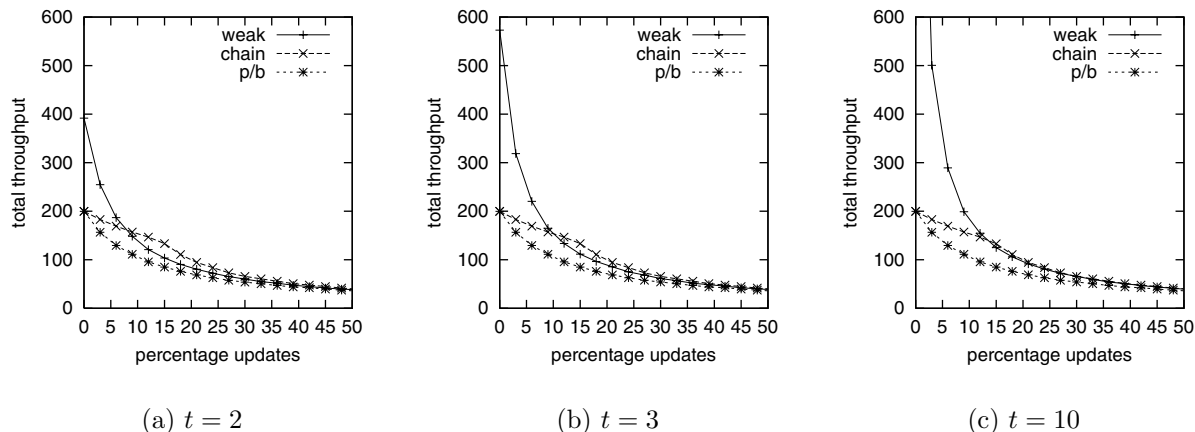 600
500
400
300
200
100
0
total throughput
weak
chain
p/b
0 5 10 15 20 25 30 35 40 45 50
percentage updates
(a) t = 2
600
500
400
300
200
100
0
total throughput
weak
chain
p/b
0 5 10 15 20 25 30 35 40 45 50
percentage updates
(b) t = 3
600
500
400
300
200
100
0
total throughput
weak
chain
p/b
0 5 10 15 20 25 30 35 40 45 50
percentage updates
(c) t = 10